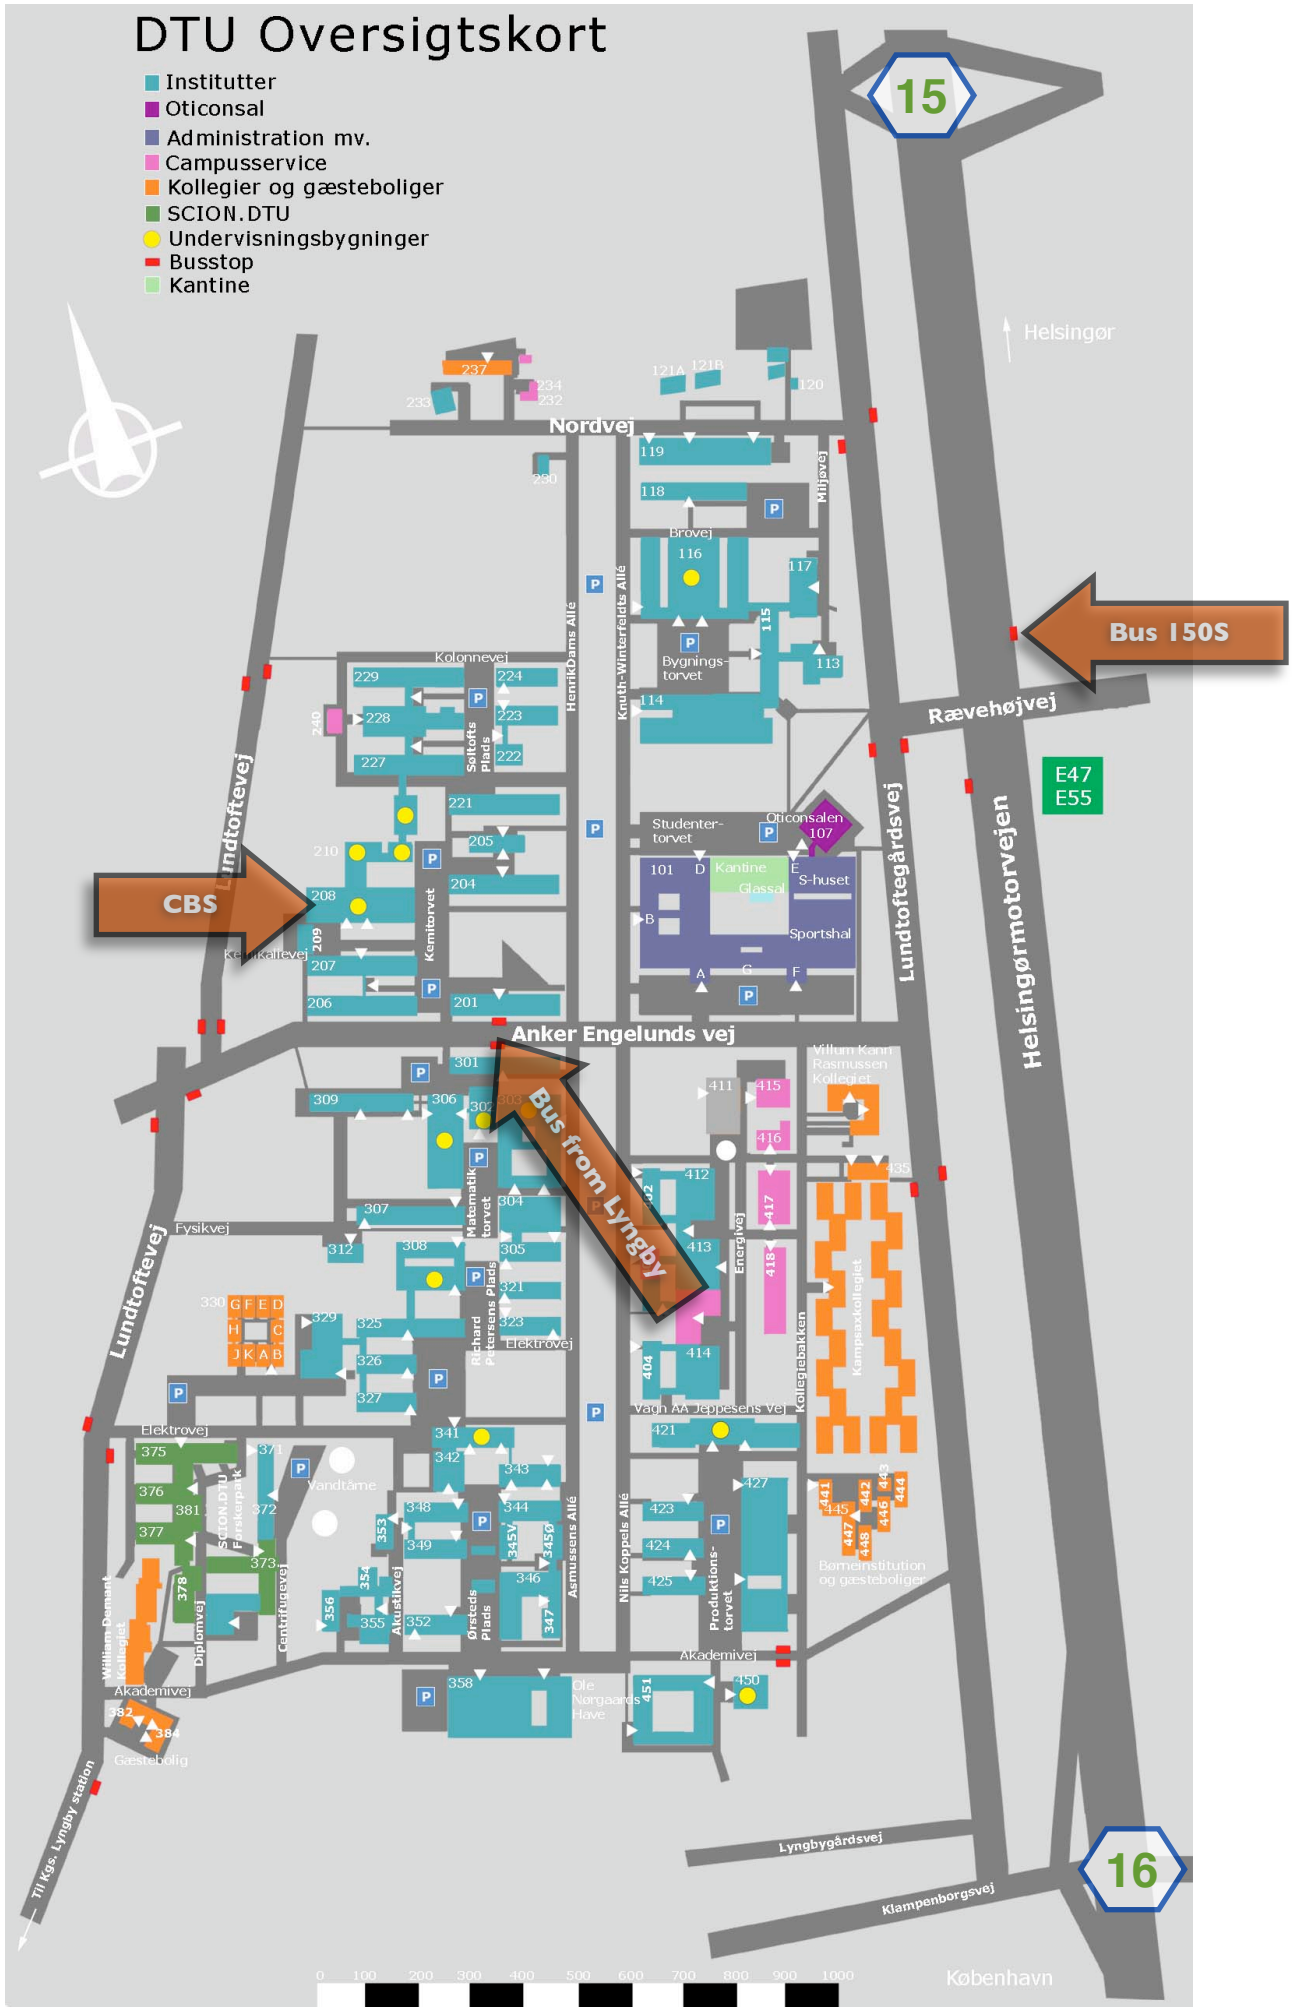 DTU Oversigtskort
Institutter
Oticonsal
Administration mv.
Campusservice
Kollegier og gæsteboliger
SCION.DTU
Undervisningsbygninger
Busstop
Kantine
15
Helsingør
237
234
232
233
121A
121B
120
Nordvej
119
230
118
P
Miljøvej
Brovej
116
117
P
115
Knuth-Winterfeldts Allé
HenrikDams Allé
P
Bygnings-
torvet
113
Bus 150S
Kolonnevej
229
224
P
114
240
228
223
Søltofts
Plads
227
222
Rævehøjvej
Lundtoftevej
221
E47
E55
Studenter-
torvet
P
Oticonsalen
107
P
210
205
P
204
101
D
Kantine
E
Glassal
S-huset
B
Sportshal
A
G
F
P
Lundtoftegårdsvej
Helsingørmotorvejen
CBS
208
209
Kemitorvet
207
P
206
201
Anker Engelunds vej
P
301
309
306
302
303
Bus from Lyngby
411
415
416
Villum Kann
Rasmussen
Kollegiet
P
Matematik
torvet
412
417
435
307
304
Fysikvej
312
308
305
413
Energivej
418
P
321
Richard
Petersens Plads
323
Elektrovej
Lundtoftevej
330
G F E D
H
C
J K A B
329
325
326
327
P
P
404
414
Kollegiebakken
Kampsaxkollegiet
Vagn AA Jeppesens Vej
P
421
Elektrovej
341
342
343
375
376
381
377
378
371
372
373
SCION.DTU
Forskerpark
P
Vandtårne
348
344
353
349
P
345V
345Ø
354
346
356
355
352
347
Akustikvej
Ørsteds
Plads
Asmussens Allé
Nils Koppels Allé
423
424
425
P
Produktions-
torvet
427
441
442
443
444
445
446
447
448
Børneinstitution
og gæsteboliger
William Demant
Kollegiet
Diplomvej
Centrifugevej
Akademivej
Akademivej
382
384
Gæstebolig
358
P
Ole
Nørgaards
Have
451
450
Til Kgs. Lyngby station
Lyngbygårdsvej
Klampenborgsvej
16
København
0 100 200 300 400 500 600 700 800 900 1000